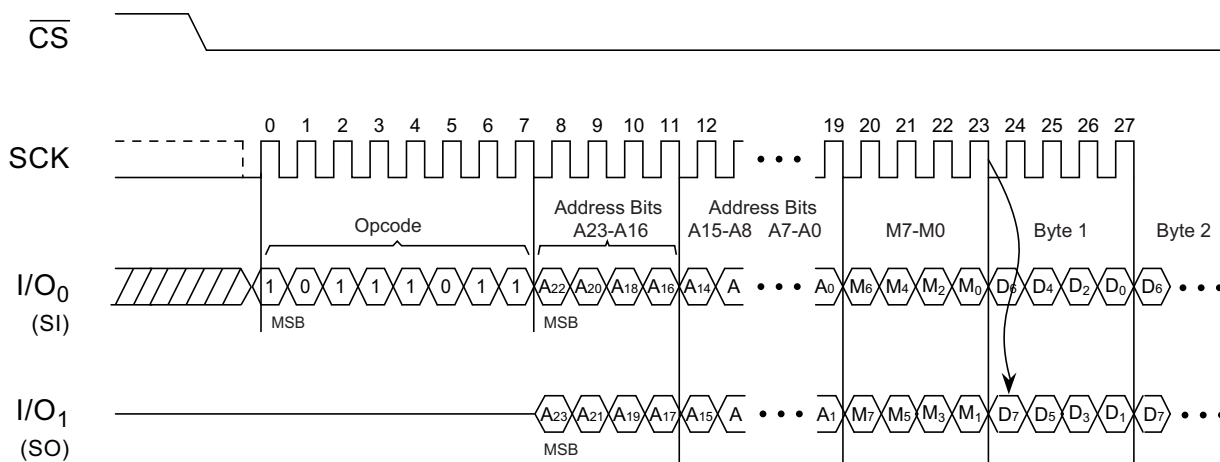 CS
SCK
0 1 2 3 4 5 6 7 8 9 10 11 12 19 20 21 22 23 24 25 26 27
Opcode
Address Bits
A23-A16
Address Bits
A15-A8 A7-A0
M7-M0
Byte 1
Byte 2
I/O0
(SI)
1 0 1 1 1 0 1 1 A22 A20 A18 A16 A14 A A0 M6 M4 M2 M0 D6 D4 D2 D0 D6
MSB
MSB
I/O1
(SO)
A23 A21 A19 A17 A15 A A1 M7 M5 M3 M1 D7 D5 D3 D1 D7
MSB